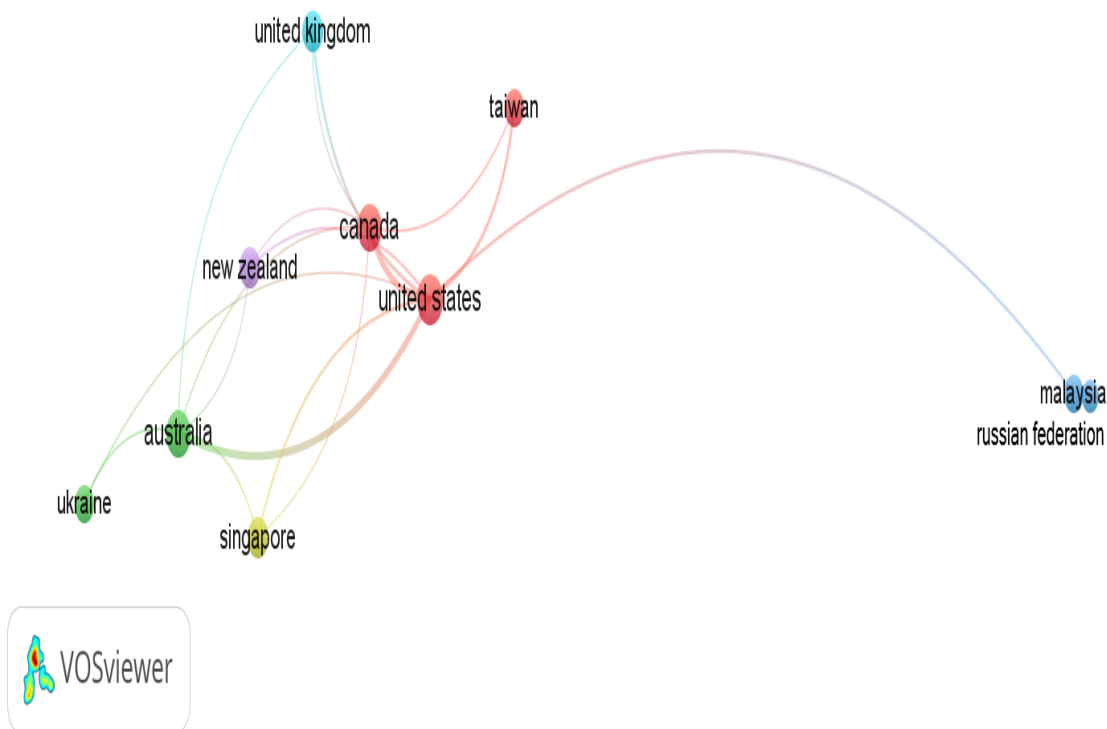 united kingdom
taiwan
canada
new zealand
united states
malaysia
russian federation
australia
ukraine
singapore
VOSviewer